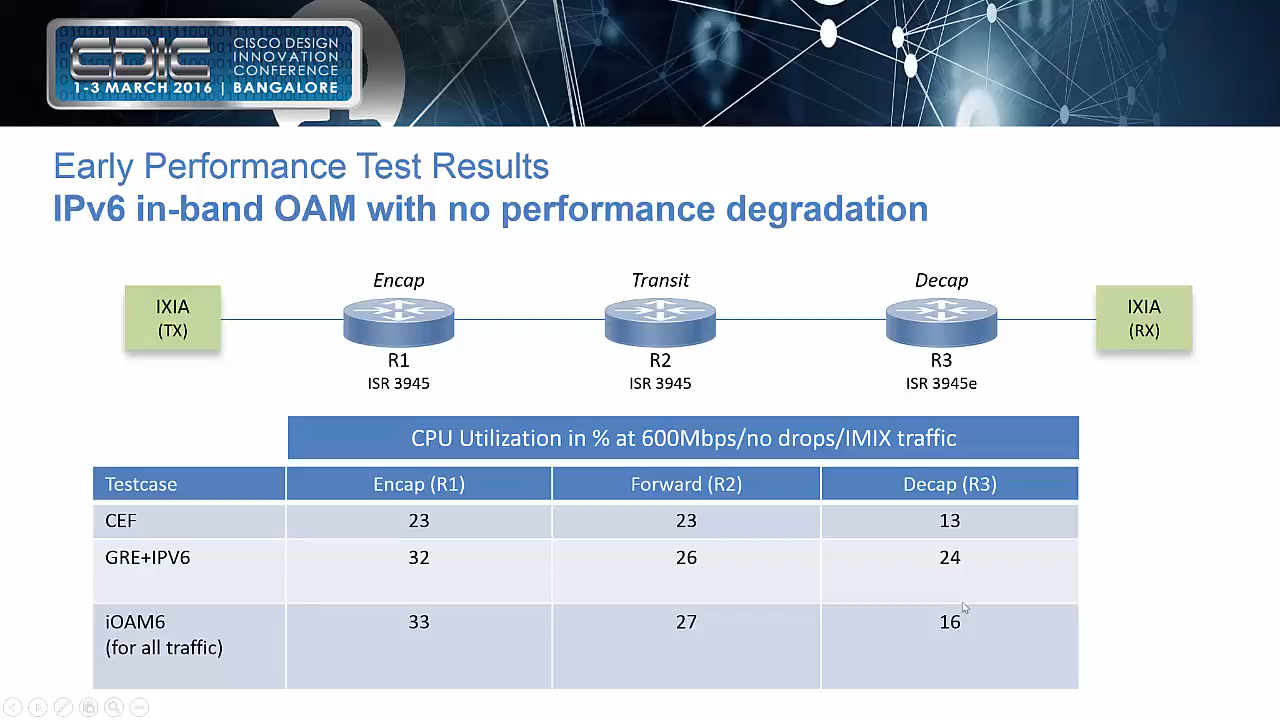 CDIC
CISCO DESIGN
INNOVATION
CONFERENCE
1-3 MARCH 2016 | BANGALORE
Early Performance Test Results
IPv6 in-band OAM with no performance degradation
Encap
Transit
Decap
IXIA
(TX)
IXIA
(RX)
R1
R2
R3
ISR 3945
ISR 3945
ISR 3945e
CPU Utilization in % at 600Mbps/no drops/IMIX traffic
Testcase Encap (R1) Forward (R2) Decap (R3)
CEF 23 23 13
GRE+IPV6 32 26 24
iOAM6 33 27 16
(for all traffic)